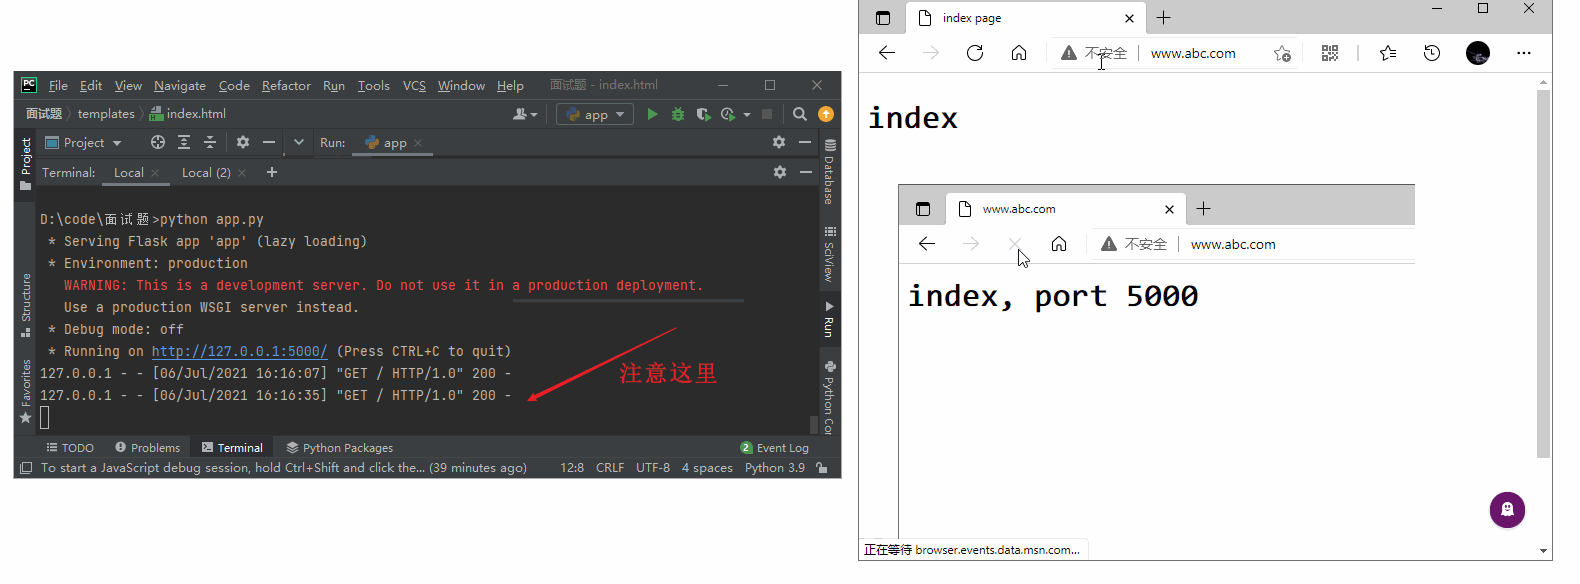 File Edit View Navigate Code Refactor Run Tools VCS Window Help 面试题 - index.html
面试题 templates index.html app
Project Run: app
Terminal: Local Local (2)
D:\code\面试题>python app.py
* Serving Flask app 'app' (lazy loading)
* Environment: production
WARNING: This is a development server. Do not use it in a production deployment.
Use a production WSGI server instead.
* Debug mode: off
* Running on http://127.0.0.1:5000/ (Press CTRL+C to quit)
127.0.0.1 - - [06/Jul/2021 16:16:07] "GET / HTTP/1.0" 200 -
127.0.0.1 - - [06/Jul/2021 16:16:35] "GET / HTTP/1.0" 200 -
注意这里
Project
Structure
Favorites
Database
SciView
Run
Python Con
TODO Problems Terminal Python Packages 2 Event Log
To start a JavaScript debug session, hold Ctrl+Shift and click the... (39 minutes ago) 12:8 CRLF UTF-8 4 spaces Python 3.9
index page
不安全 www.abc.com
index
www.abc.com
不安全 www.abc.com
index, port 5000
正在等待 browser.events.data.msn.com...